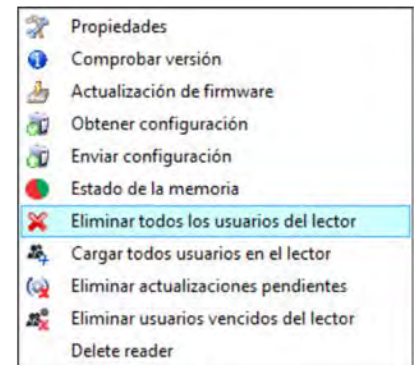 Propiedades
Comprobar versión
Actualización de firmware
Obtener configuración
Enviar configuración
Estado de la memoria
Eliminar todos los usuarios del lector
Cargar todos usuarios en el lector
Eliminar actualizaciones pendientes
Eliminar usuarios vencidos del lector
Delete reader